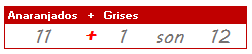 Anaranjados + Grises
11 + 1 son 12